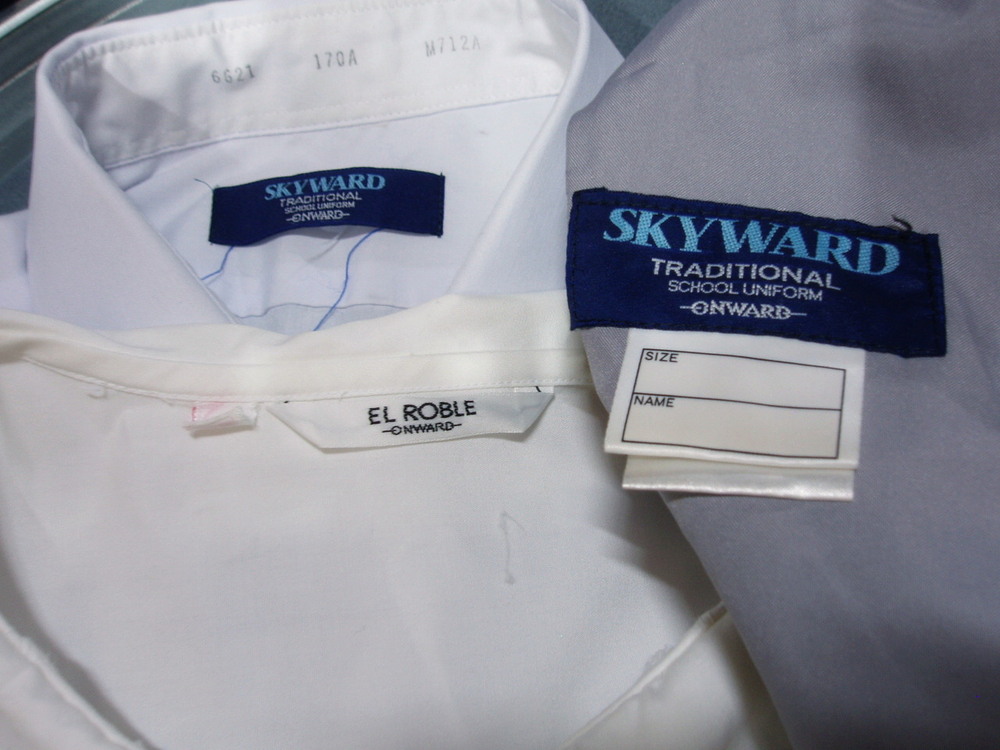 6621 170A M712A
SKYWARD
TRADITIONAL
SCHOOL UNIFORM
ONWARD
SKYWARD
TRADITIONAL
SCHOOL UNIFORM
ONWARD
SIZE
NAME
EL ROBLE
ONWARD